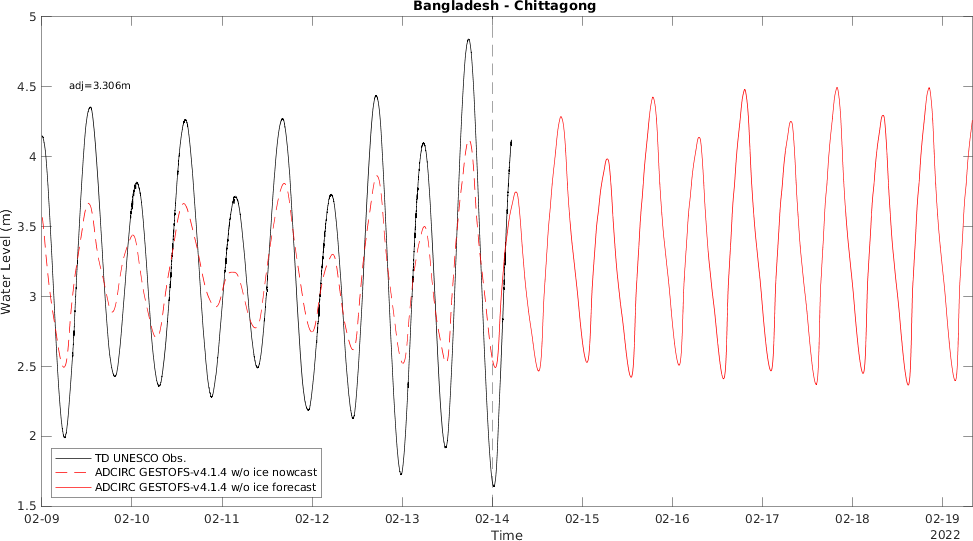 Bangladesh - Chittagong
5
4.5
4
3.5
3
2.5
2
1.5
Water Level (m)
adj=3.306m
TD UNESCO Obs.
ADCIRC GESTOFS-v4.1.4 w/o ice nowcast
ADCIRC GESTOFS-v4.1.4 w/o ice forecast
02-09 02-10 02-11 02-12 02-13 02-14 02-15 02-16 02-17 02-18 02-19
Time
2022